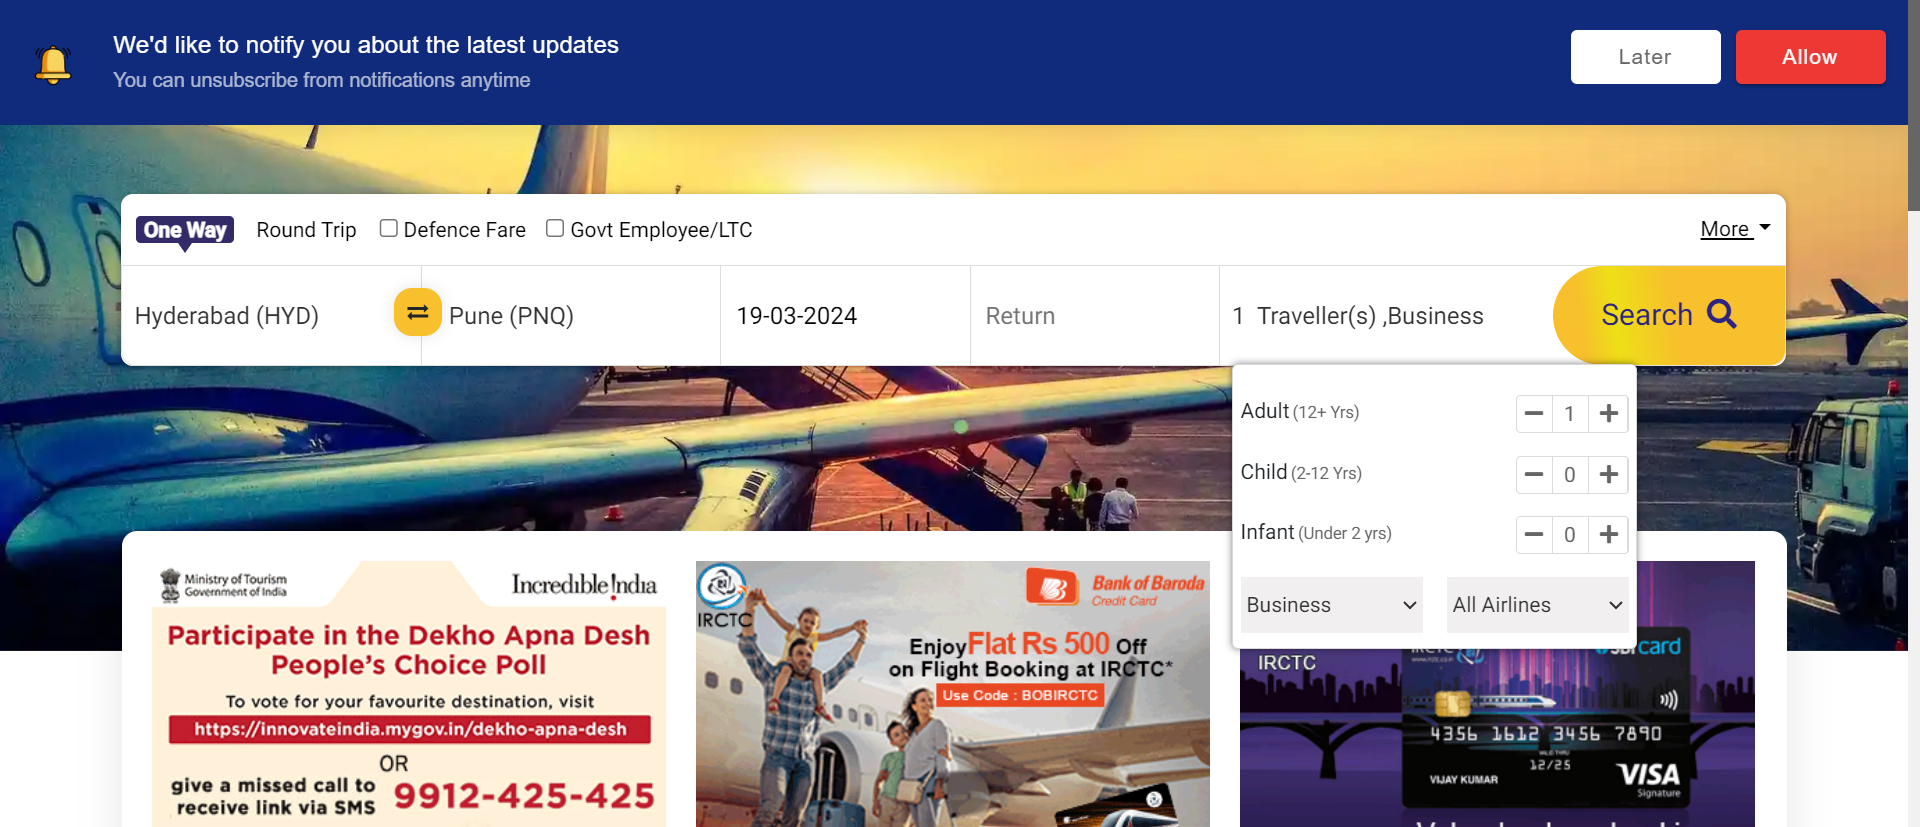 We'd like to notify you about the latest updates
You can unsubscribe from notifications anytime
Later
Allow
One Way
Round Trip
Defence Fare
Govt Employee/LTC
More
Hyderabad (HYD)
Pune (PNQ)
19-03-2024
Return
1 Traveller(s) ,Business
Search
Adult (12+ Yrs)
1
Child (2-12 Yrs)
0
Infant (Under 2 yrs)
0
Business
All Airlines
Ministry of Tourism
Government of India
Incredible !ndia
Participate in the Dekho Apna Desh
People's Choice Poll
To vote for your favourite destination, visit
https://innovateindia.mygov.in/dekho-apna-desh
OR
give a missed call to
receive link via SMS
9912-425-425
IRCTC
Bank of Baroda
Credit Card
Enjoy Flat Rs 500 Off
on Flight Booking at IRCTC*
Use Code : BOBIRCTC
IRCTC
SBI card
4356 1612 3456 7890
VALID THRU
12/25
VIJAY KUMAR
VISA
Signature